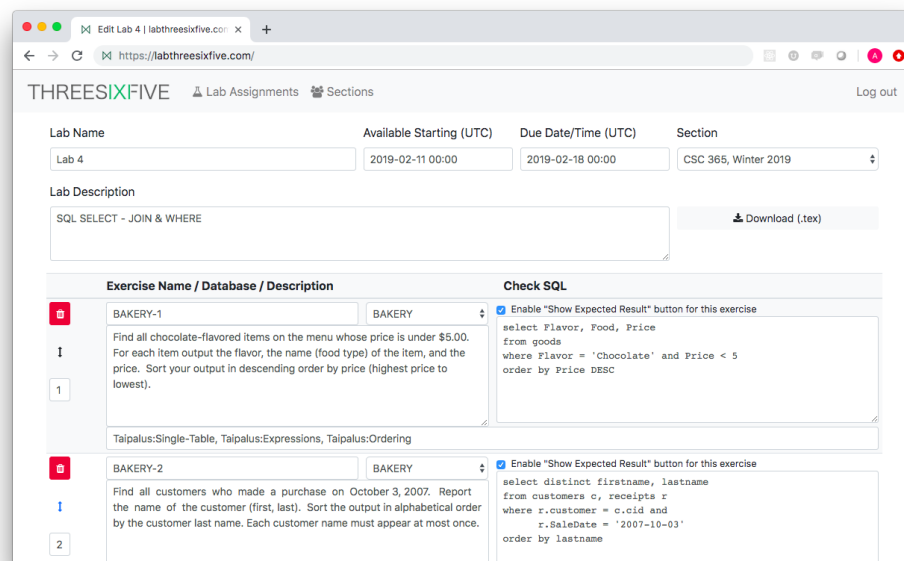 Edit Lab 4 | labthreesixfive.con
https://labthreesixfive.com/
A
THREESIXFIVE Lab Assignments Sections Log out
Lab Name Available Starting (UTC) Due Date/Time (UTC) Section
Lab 4 2019-02-11 00:00 2019-02-18 00:00 CSC 365, Winter 2019
Lab Description
SQL SELECT - JOIN & WHERE
Download (.tex)
Exercise Name / Database / Description Check SQL
BAKERY-1 BAKERY
Enable "Show Expected Result" button for this exercise
Find all chocolate-flavored items on the menu whose price is under $5.00.
For each item output the flavor, the name (food type) of the item, and the
price. Sort your output in descending order by price (highest price to
lowest).
select Flavor, Food, Price
from goods
where Flavor = 'Chocolate' and Price < 5
order by Price DESC
1
Taipalus:Single-Table, Taipalus:Expressions, Taipalus:Ordering
BAKERY-2 BAKERY
Enable "Show Expected Result" button for this exercise
Find all customers who made a purchase on October 3, 2007. Report
the name of the customer (first, last). Sort the output in alphabetical order
by the customer last name. Each customer name must appear at most once.
select distinct firstname, lastname
from customers c, receipts r
where r.customer = c.cid and
r.SaleDate = '2007-10-03'
order by lastname
2